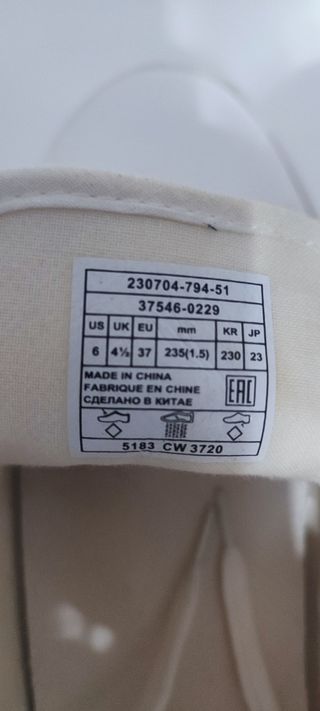 230704-794-51
37546-0229
US UK EU mm KR JP
6 4½ 37 235(1.5) 230 23
MADE IN CHINA
FABRIQUE EN CHINE
СДЕЛАНО В КИТАЕ
EAC
5183 CW 3720